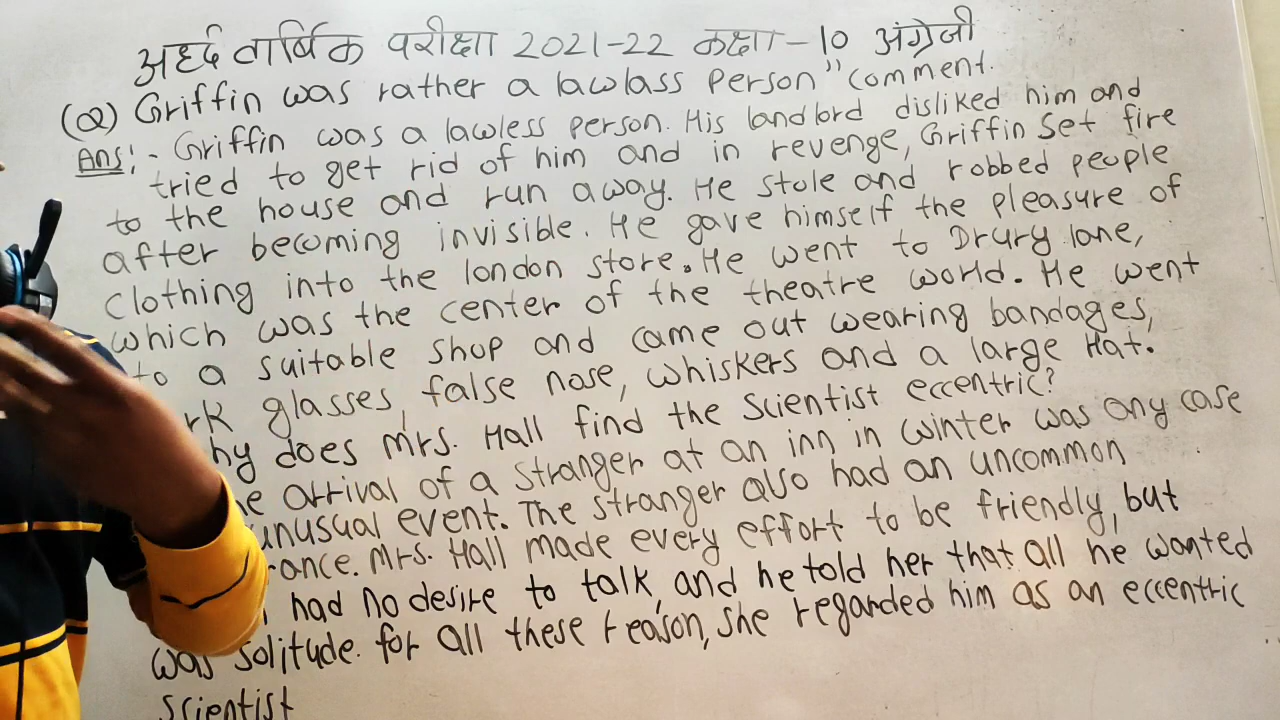 अर्ध्द वार्षिक परीक्षा 2021-22 कक्षा-10 अंग्रेजी
(Q) Griffin was rather a lawlass person" comment.
Ans:- Griffin was a lawless person. His landlord disliked him and
tried to get rid of him and in revenge, Griffin set fire
to the house and run away. He stole and robbed people
after becoming invisible. He gave himself the pleasure of
clothing into the london store. He went to Drury lane,
which was the center of the theatre world. He went
to a suitable shop and came out wearing bandages,
rk glasses, false nose, whiskers and a large Hat.
hy does Mrs. Hall find the Scientist eccentric?
e arrival of a stranger at an inn in winter was any case
unusual event. The stranger also had an uncommon
rance. Mrs. Hall made every effort to be friendly, but
had no desire to talk, and he told her that all he wanted
was solitude. for all these reason, she regarded him as an eccentric
scientist